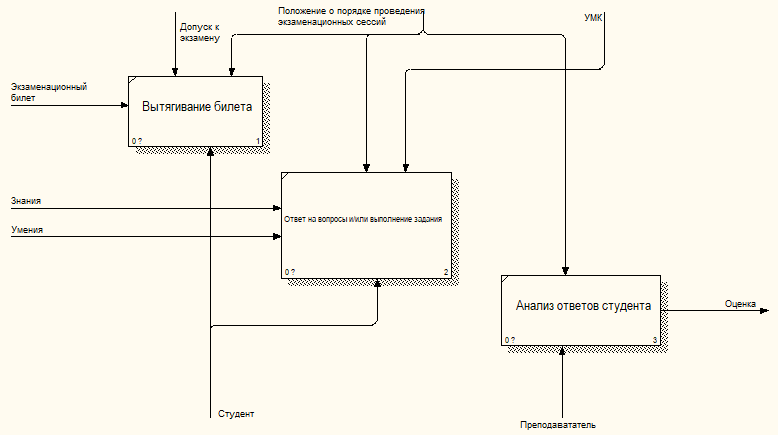 Положение о порядке проведения
экзаменационных сессий
УМК
Допуск к
экзамену
Экзаменационный
билет
Вытягивание билета
0 ?
1
Знания
Ответ на вопросы и/или выполнение задания
Умения
0 ?
2
Анализ ответов студента
Оценка
0 ?
3
Студент
Преподавататель